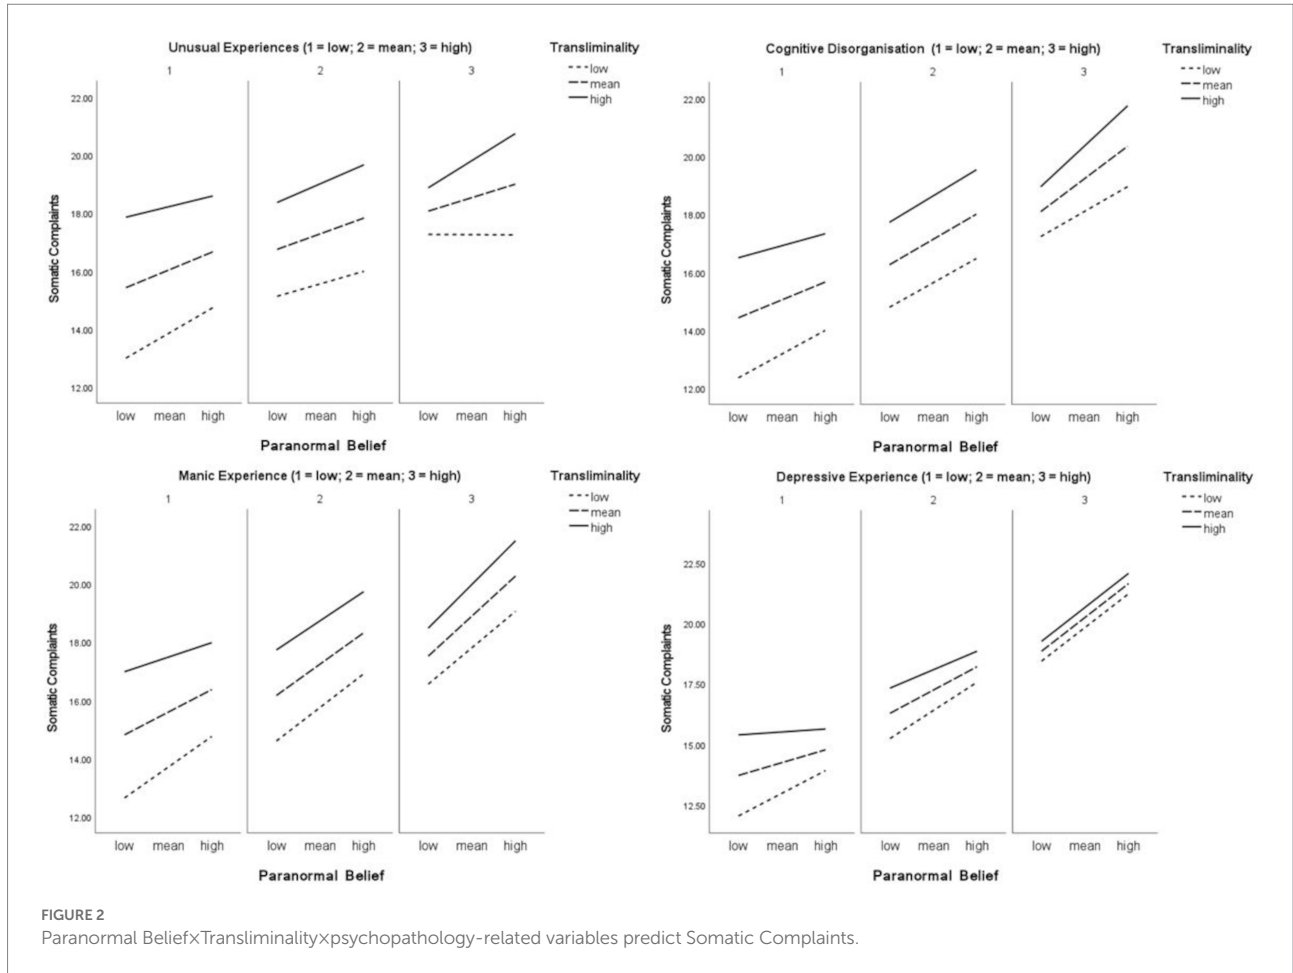 Unusual Experiences (1 = low; 2 = mean; 3 = high)
Transliminality
low
mean
high
1
2
3
22.00
20.00
18.00
16.00
14.00
12.00
Somatic Complaints
low mean high
low mean high
low mean high
Paranormal Belief
Cognitive Disorganisation (1 = low; 2 = mean; 3 = high)
Transliminality
low
mean
high
1
2
3
22.00
20.00
18.00
16.00
14.00
12.00
Somatic Complaints
low mean high
low mean high
low mean high
Paranormal Belief
Manic Experience (1 = low; 2 = mean; 3 = high)
Transliminality
low
mean
high
1
2
3
22.00
20.00
18.00
16.00
14.00
12.00
Somatic Complaints
low mean high
low mean high
low mean high
Paranormal Belief
Depressive Experience (1 = low; 2 = mean; 3 = high)
Transliminality
low
mean
high
1
2
3
22.50
20.00
17.50
15.00
12.50
Somatic Complaints
low mean high
low mean high
low mean high
Paranormal Belief
FIGURE 2
Paranormal Belief×Transliminality×psychopathology-related variables predict Somatic Complaints.